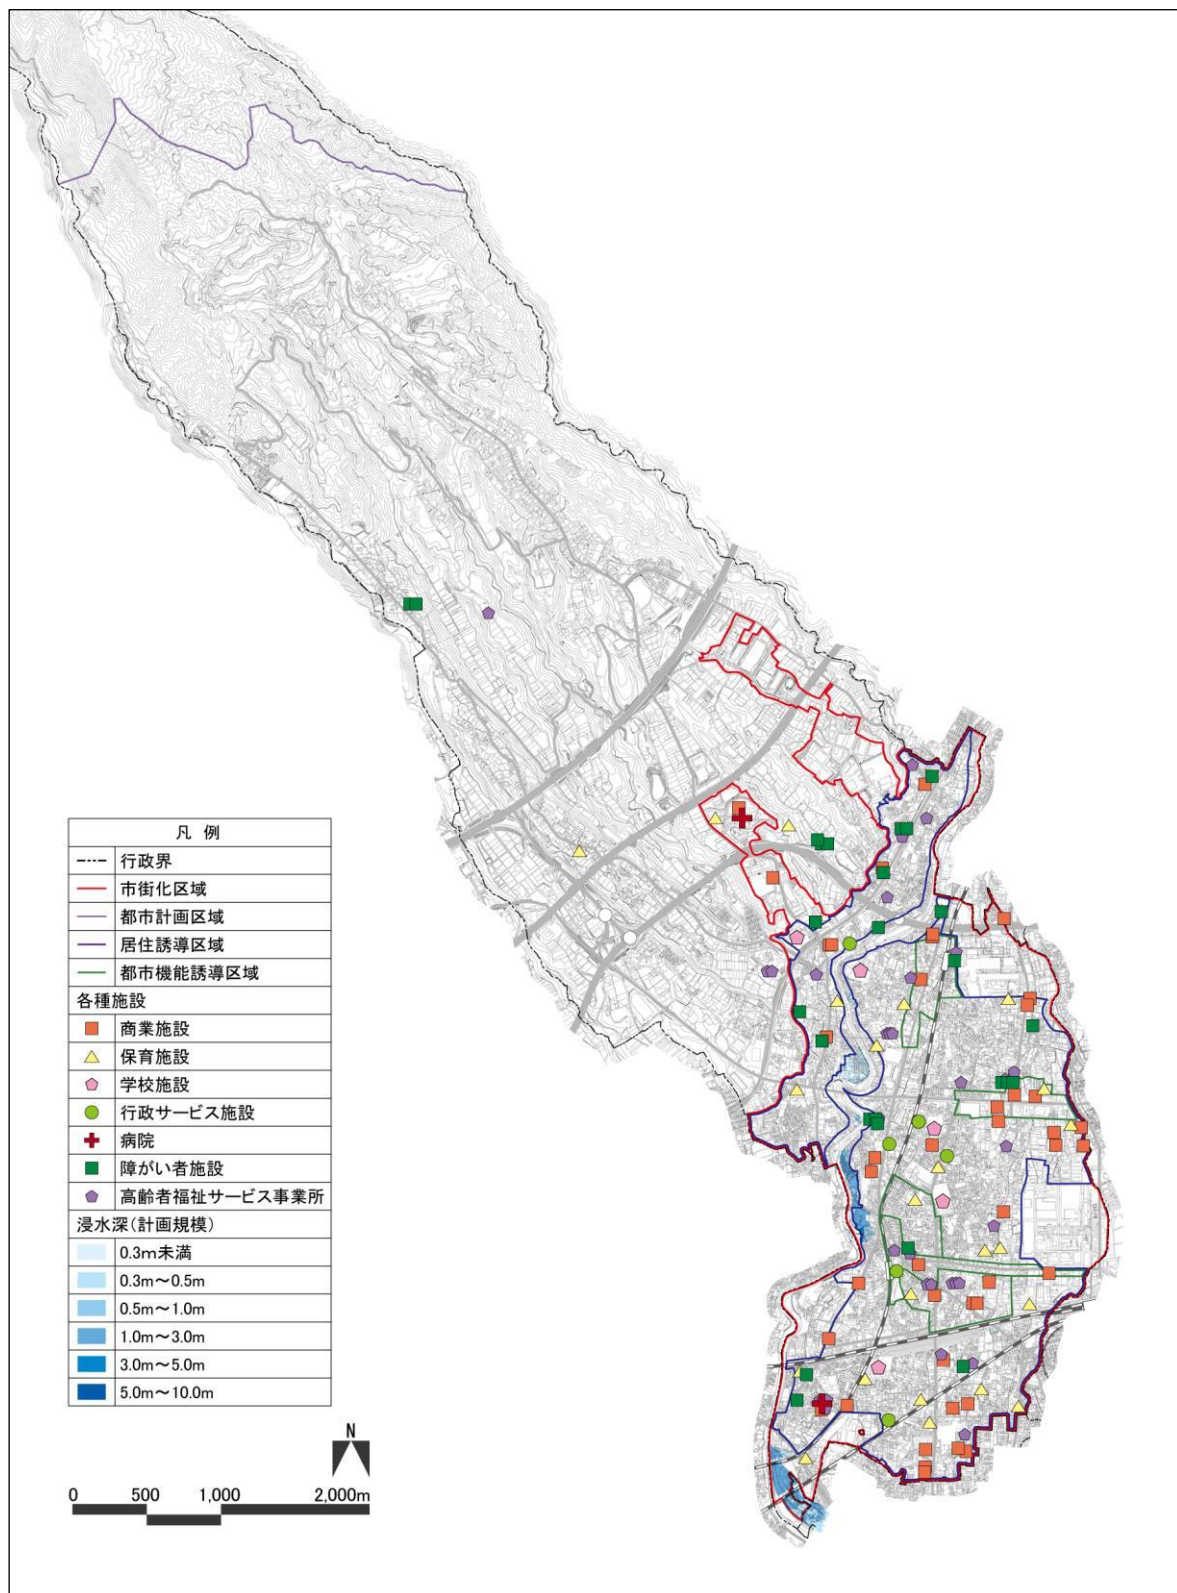 凡 例
行政界
市街化区域
都市計画区域
居住誘導区域
都市機能誘導区域
各種施設
商業施設
保育施設
学校施設
行政サービス施設
病院
障がい者施設
高齢者福祉サービス事業所
浸水深(計画規模)
0.3m未満
0.3m～0.5m
0.5m～1.0m
1.0m～3.0m
3.0m～5.0m
5.0m～10.0m
N
0 500 1,000 2,000m